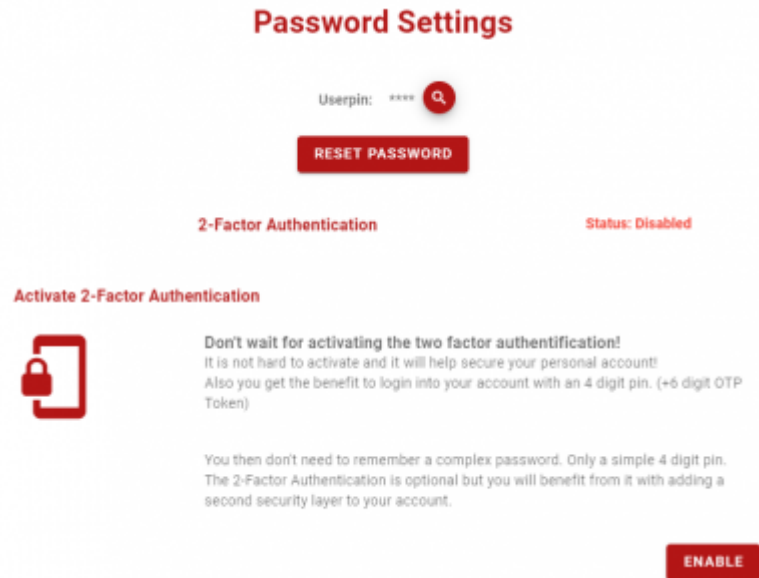 Password Settings
Userpin: ****
RESET PASSWORD
2-Factor Authentication Status: Disabled
Activate 2-Factor Authentication
Don't wait for activating the two factor authentification!
It is not hard to activate and it will help secure your personal account!
Also you get the benefit to login into your account with an 4 digit pin. (+6 digit OTP
Token)
You then don't need to remember a complex password. Only a simple 4 digit pin.
The 2-Factor Authentication is optional but you will benefit from it with adding a
second security layer to your account.
ENABLE